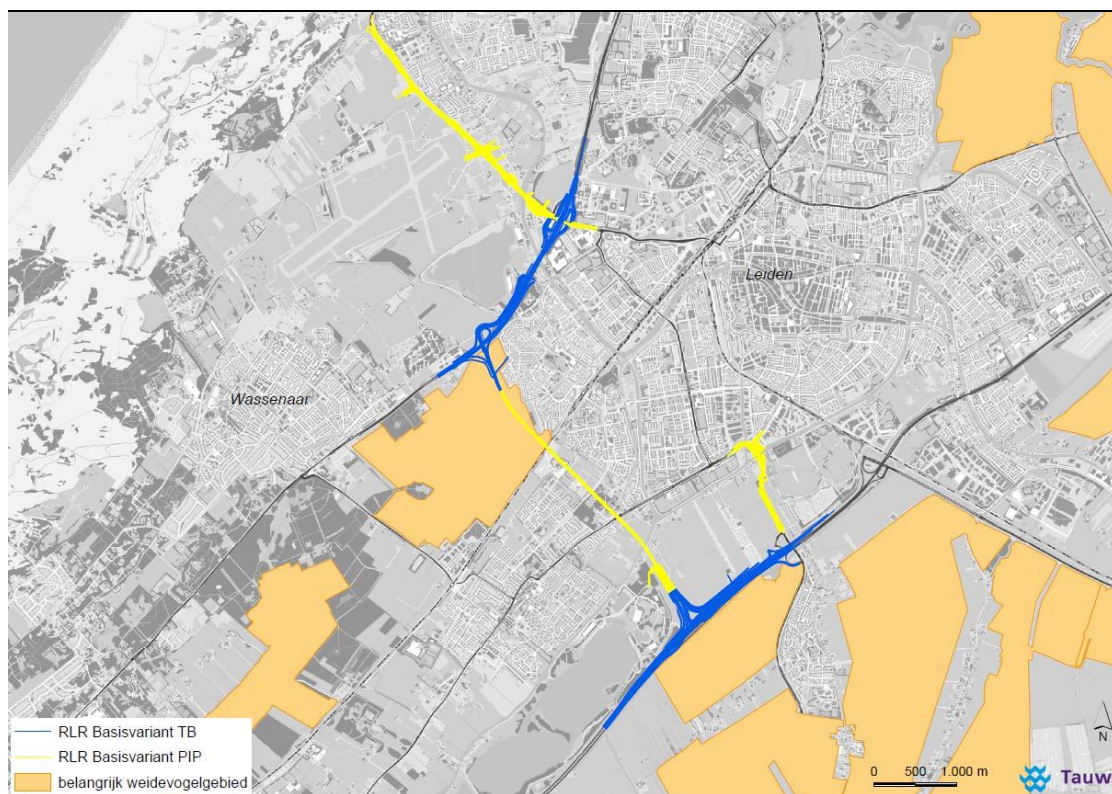 Leiden
Wassenaar
RLR Basisvariant TB
RLR Basisvariant PIP
belangrijk weidevogelgebied
N
0 500 1.000 m
Tauw